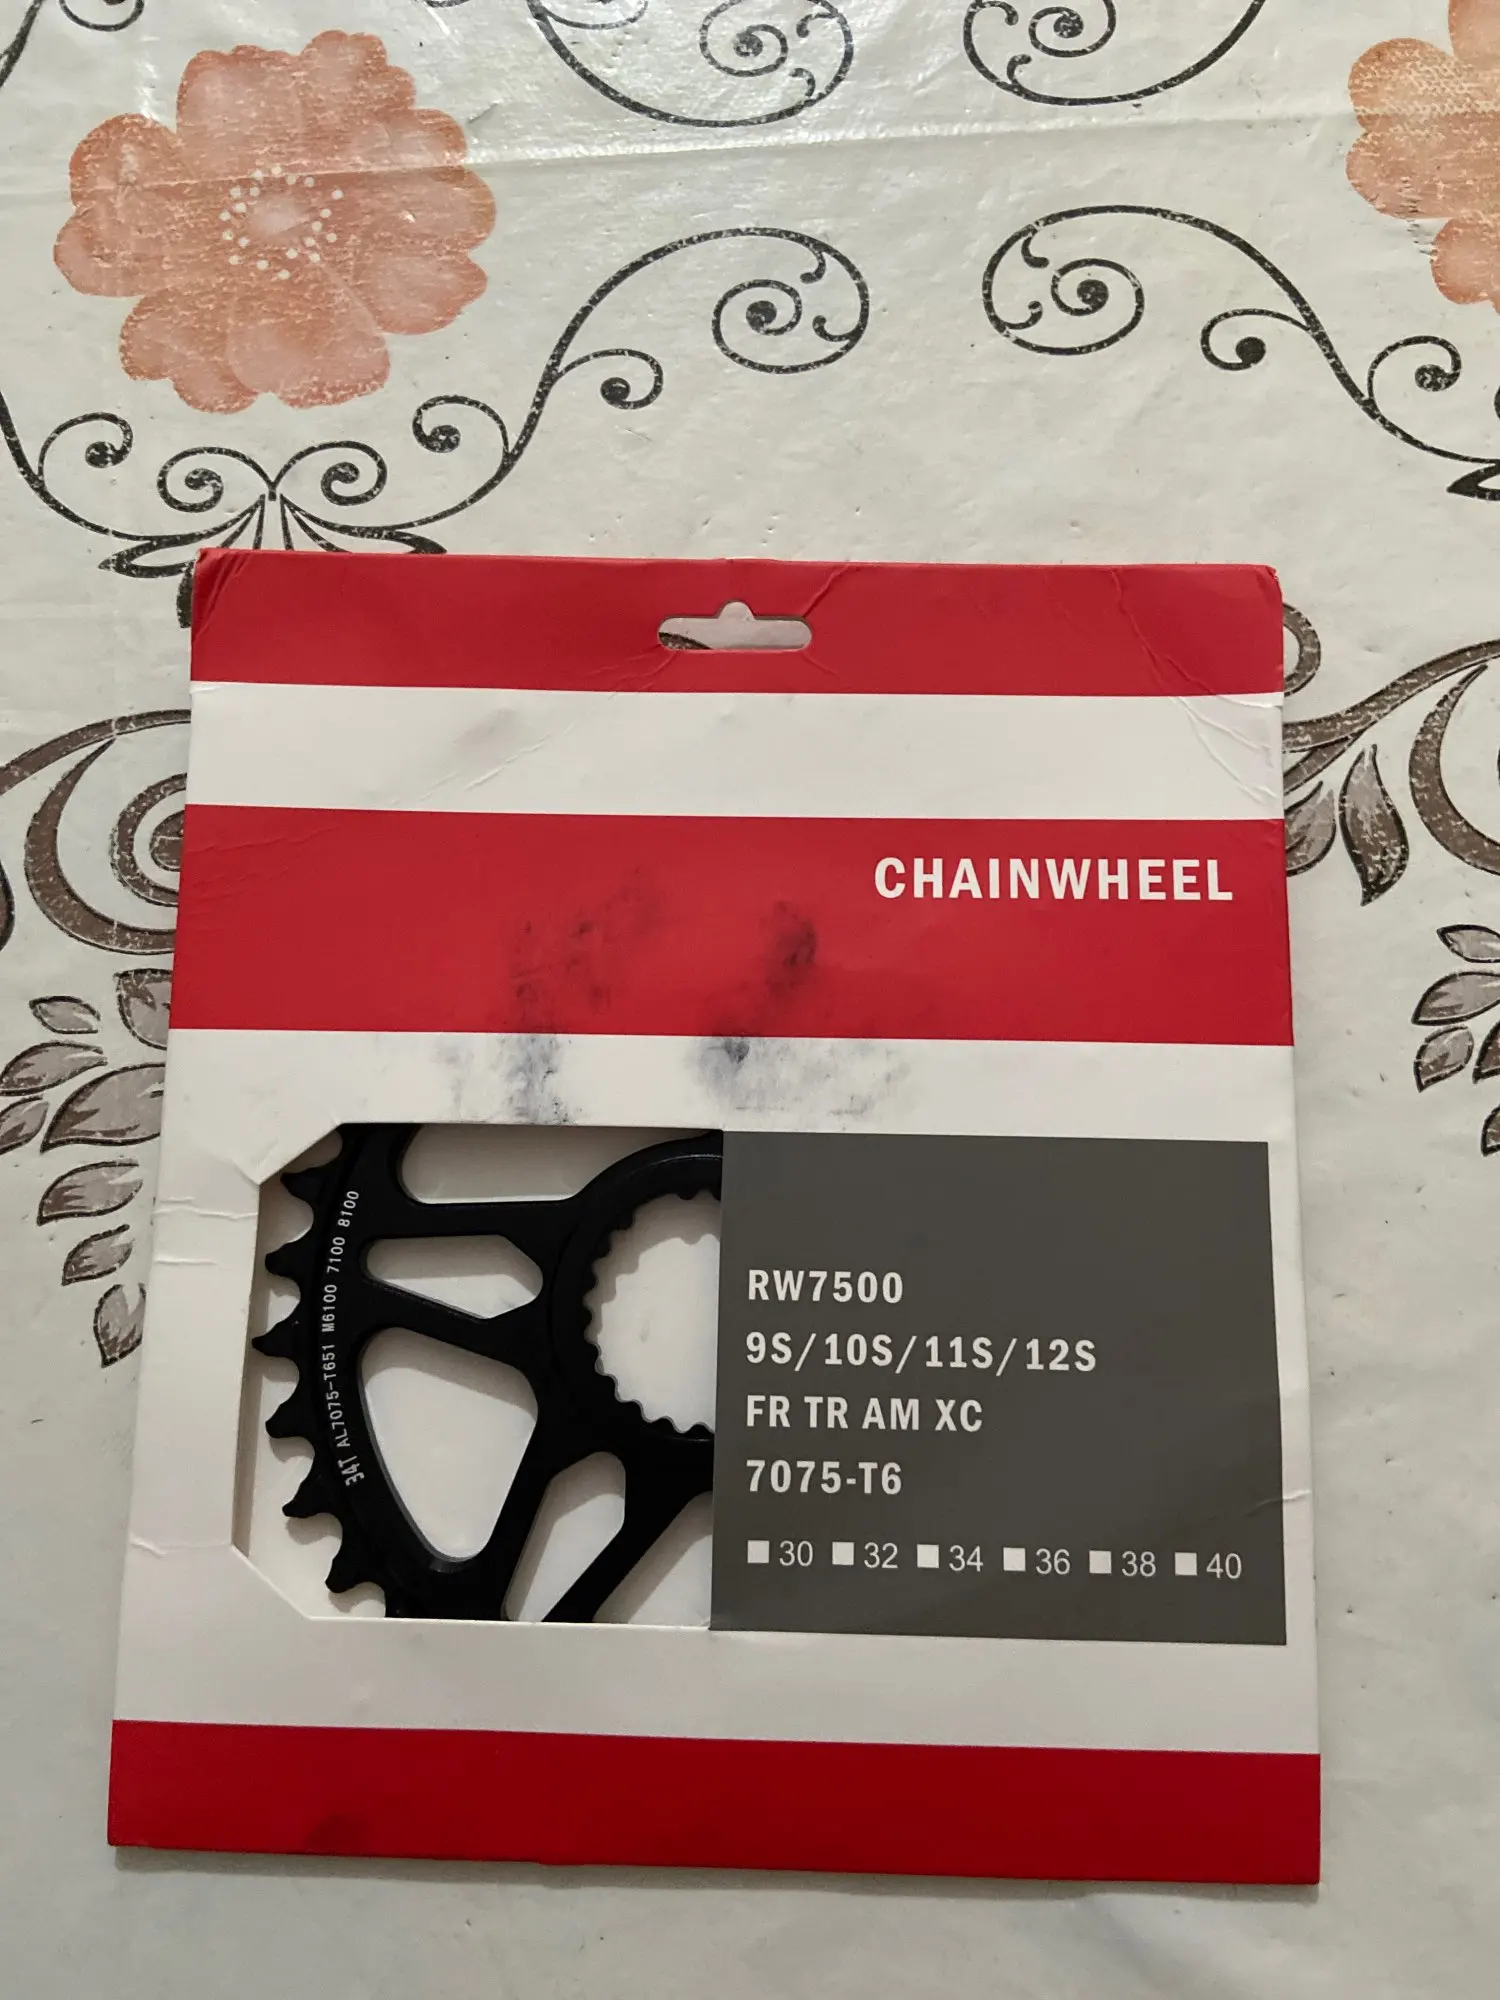 CHAINWHEEL
34T AL7075-T651 M6100 7100 8100
RW7500
9S/10S/11S/12S
FR TR AM XC
7075-T6
30 32 34 36 38 40